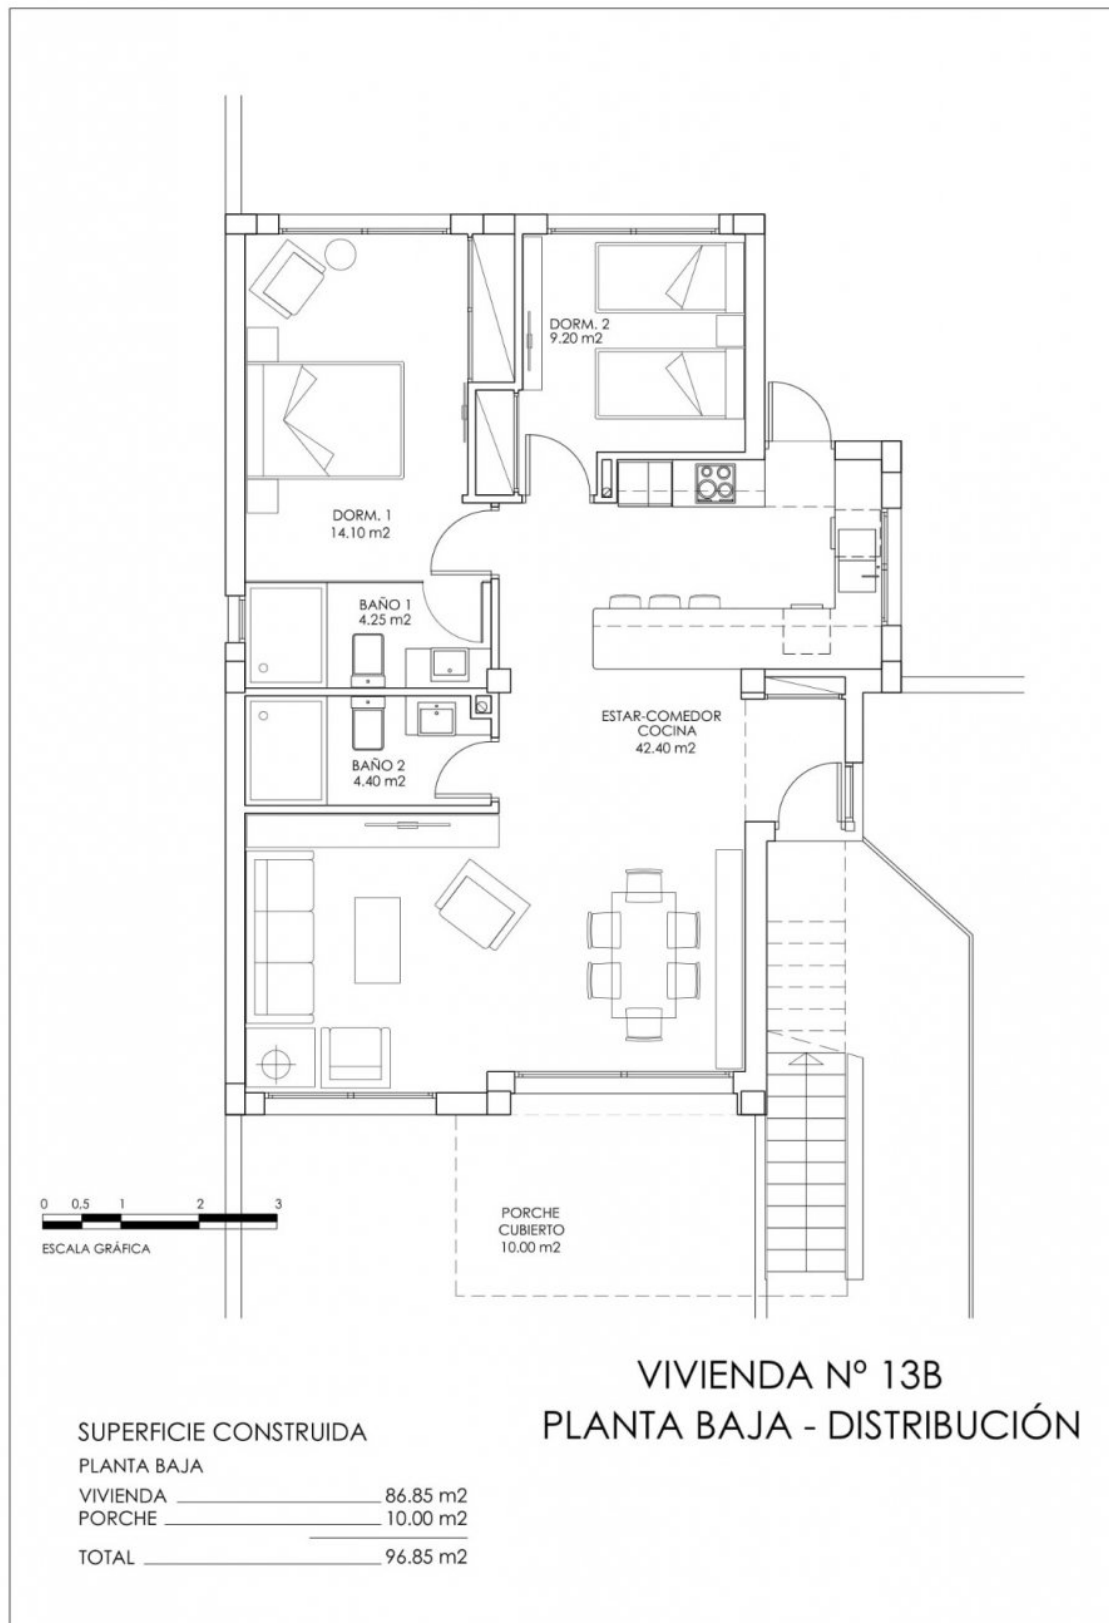 DORM. 2
9.20 m2
DORM. 1
14.10 m2
BAÑO 1
4.25 m2
ESTAR-COMEDOR
COCINA
42.40 m2
BAÑO 2
4.40 m2
0 0,5 1 2 3
ESCALA GRÁFICA
PORCHE
CUBIERTO
10.00 m2
VIVIENDA Nº 13B
PLANTA BAJA - DISTRIBUCIÓN
SUPERFICIE CONSTRUIDA
PLANTA BAJA
VIVIENDA 86.85 m2
PORCHE 10.00 m2
TOTAL 96.85 m2